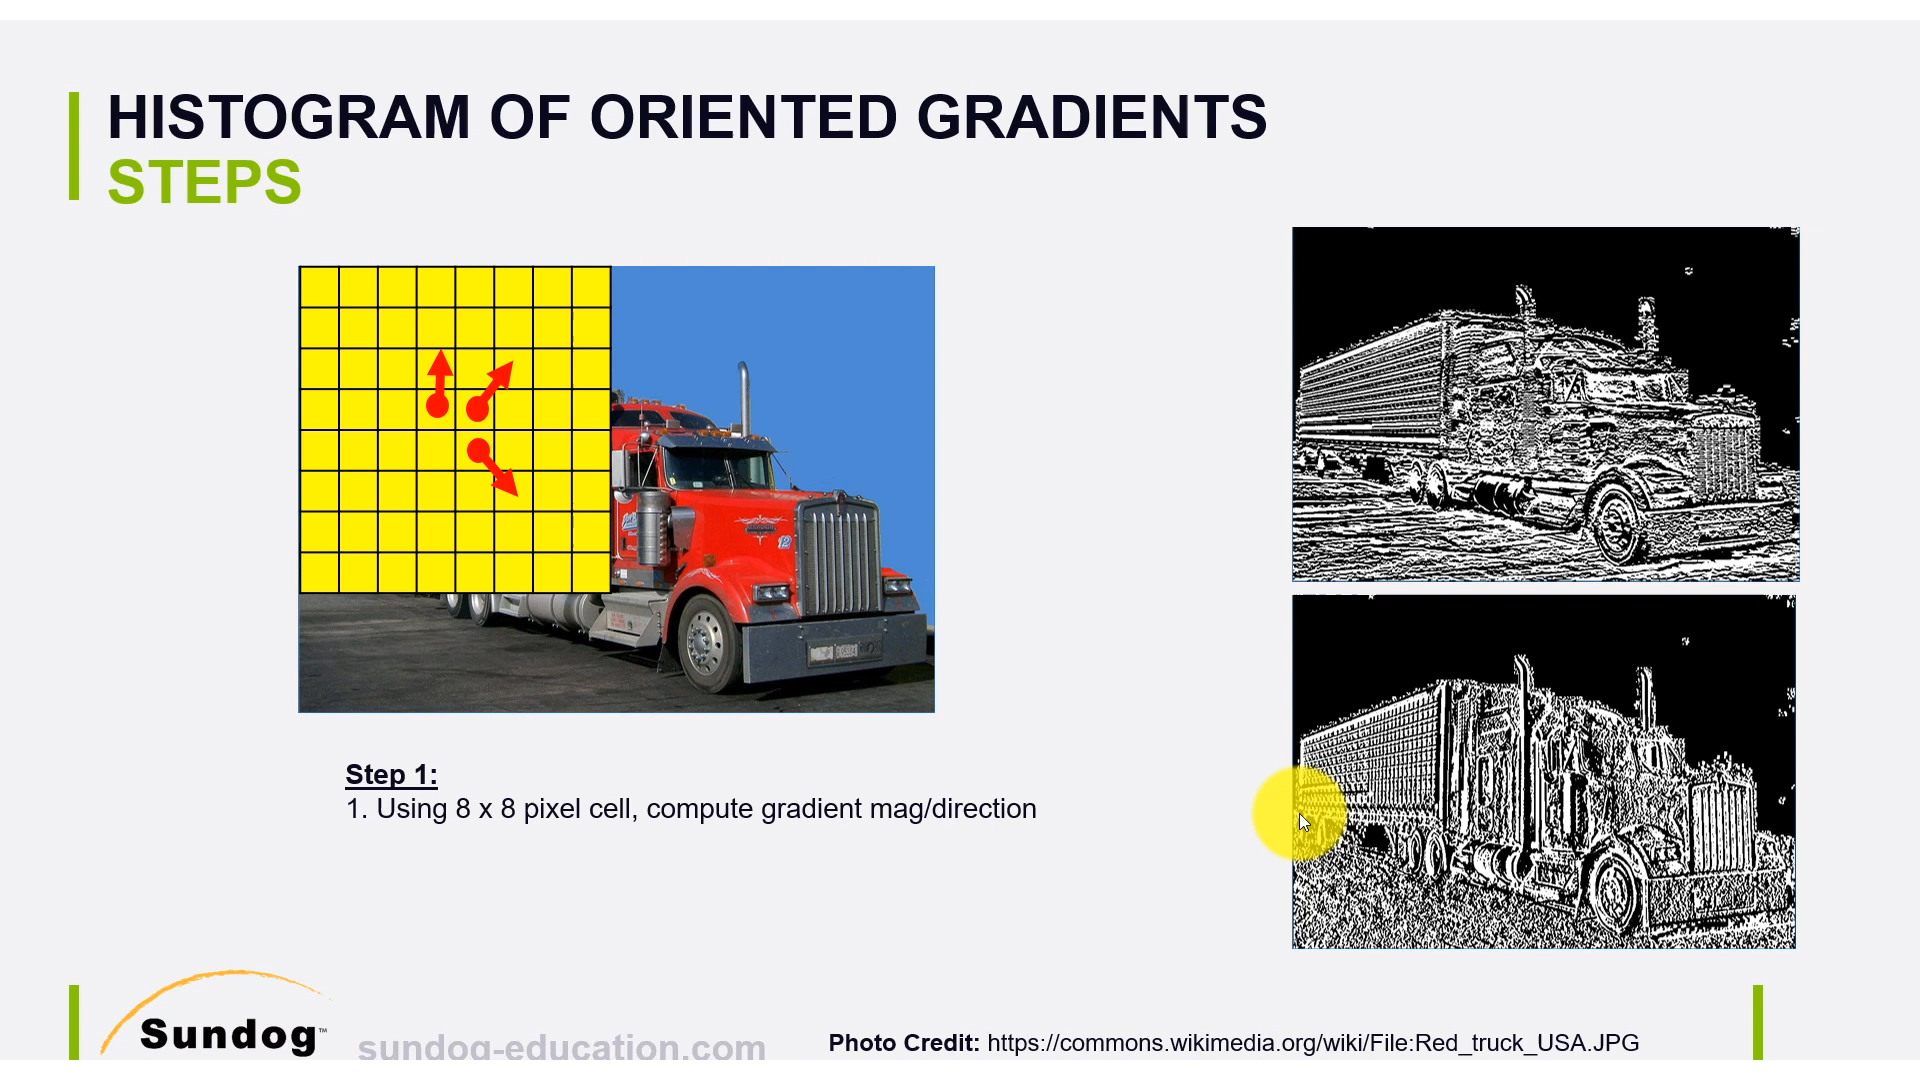 HISTOGRAM OF ORIENTED GRADIENTS
STEPS
Step 1:
1. Using 8 x 8 pixel cell, compute gradient mag/direction
Sundog™
sundog-education.com
Photo Credit: https://commons.wikimedia.org/wiki/File:Red_truck_USA.JPG